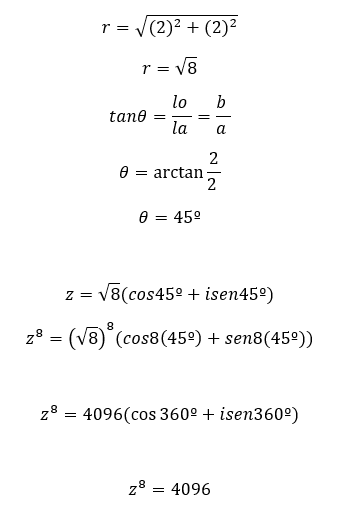 r = √((2)² + (2)²)
r = √8
tanθ = lo/la = b/a
θ = arctan 2/2
θ = 45º
z = √8(cos45º + isen45º)
z⁸ = (√8)⁸(cos8(45º) + sen8(45º))
z⁸ = 4096(cos 360º + isen360º)
z⁸ = 4096